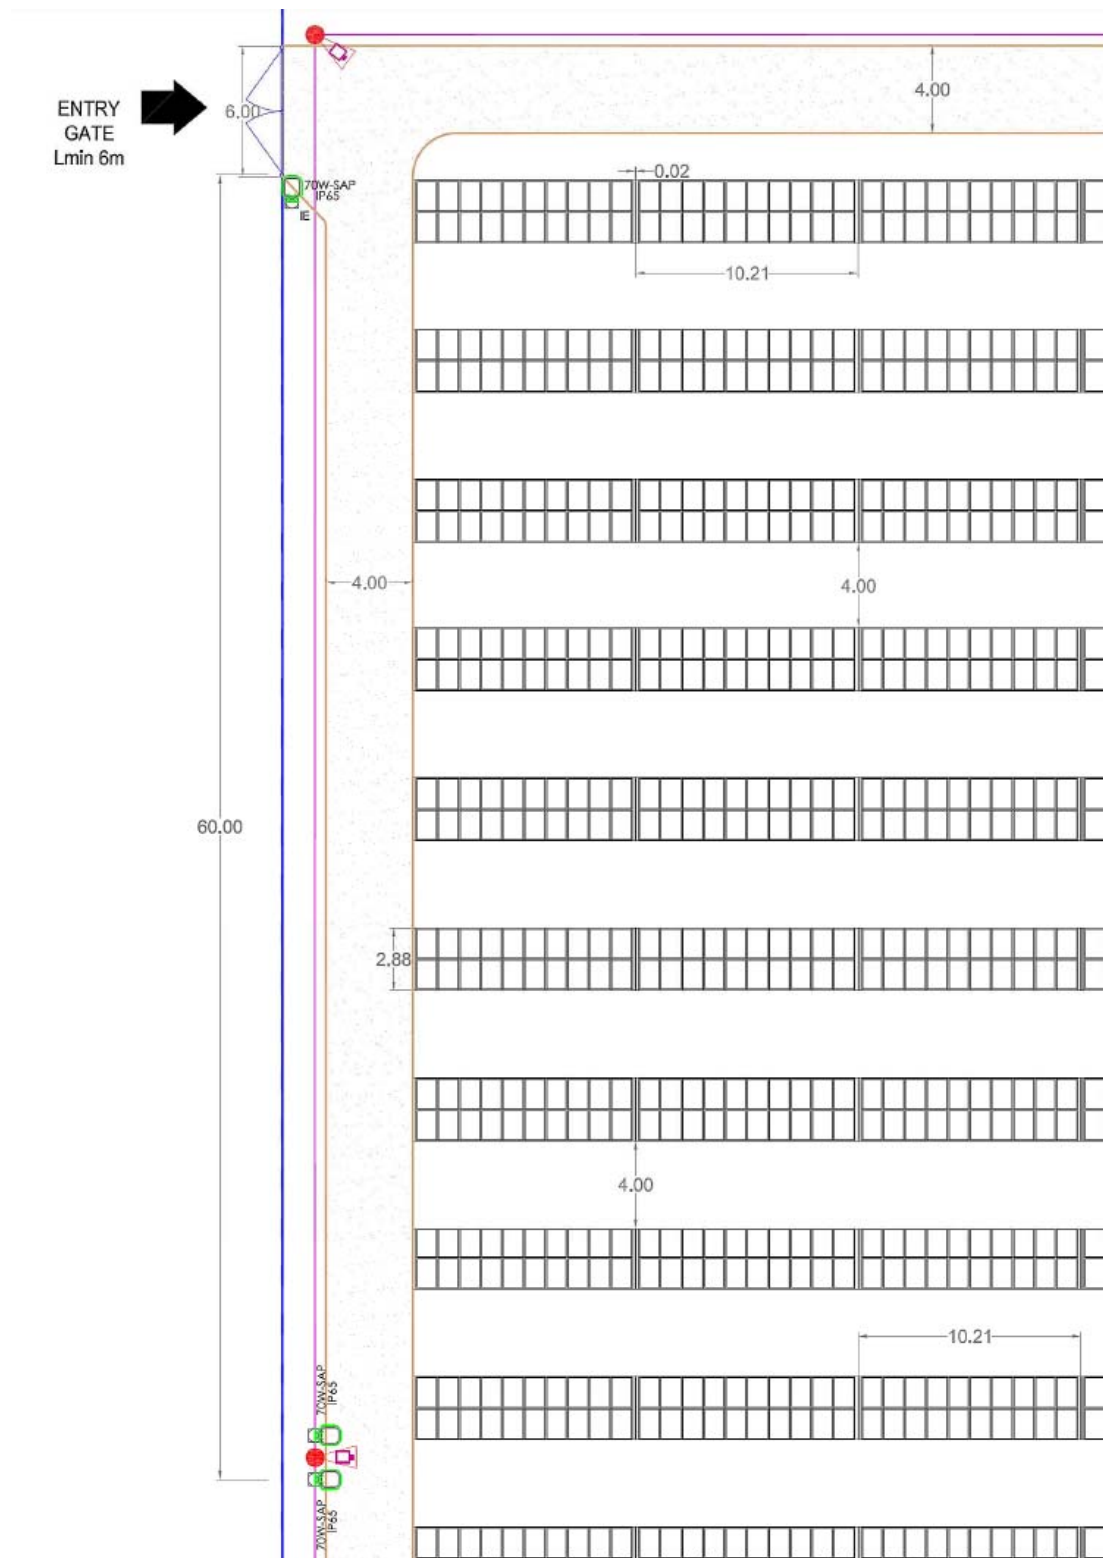 ENTRY
GATE
Lmin 6m
6.00
4.00
70W-SAP
IP65
IE
0.02
10.21
4.00
4.00
60.00
2.88
4.00
10.21
70W-SAP
IP65
70W-SAP
IP65